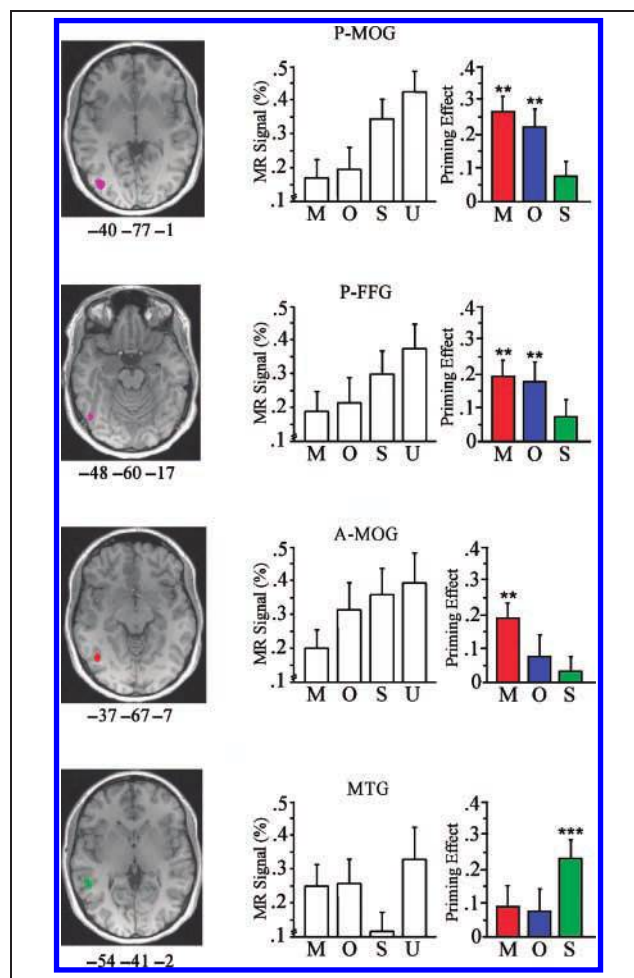 P-MOG
MR Signal (%)
.5
.4
.3
.2
.1
M O S U
Priming Effect
.4
.3
.2
.1
0
** **
M O S
–40 –77 –1
P-FFG
MR Signal (%)
.5
.4
.3
.2
.1
M O S U
Priming Effect
.4
.3
.2
.1
0
** **
M O S
–48 –60 –17
A-MOG
MR Signal (%)
.5
.4
.3
.2
.1
M O S U
Priming Effect
.4
.3
.2
.1
0
**
M O S
–37 –67 –7
MTG
MR Signal (%)
.5
.4
.3
.2
.1
M O S U
Priming Effect
.4
.3
.2
.1
0
***
M O S
–54 –41 –2